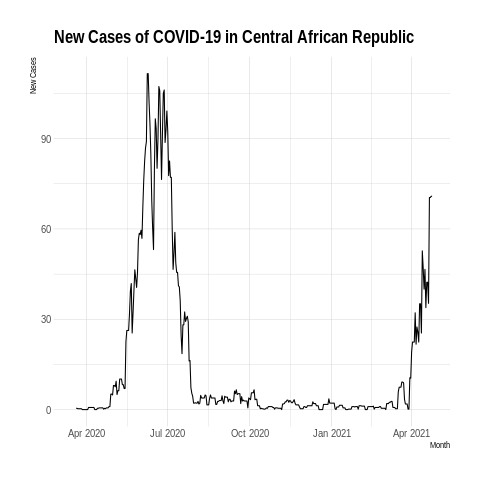 New Cases of COVID-19 in Central African Republic
New Cases
90
60
30
0
Apr 2020 Jul 2020 Oct 2020 Jan 2021 Apr 2021
Month